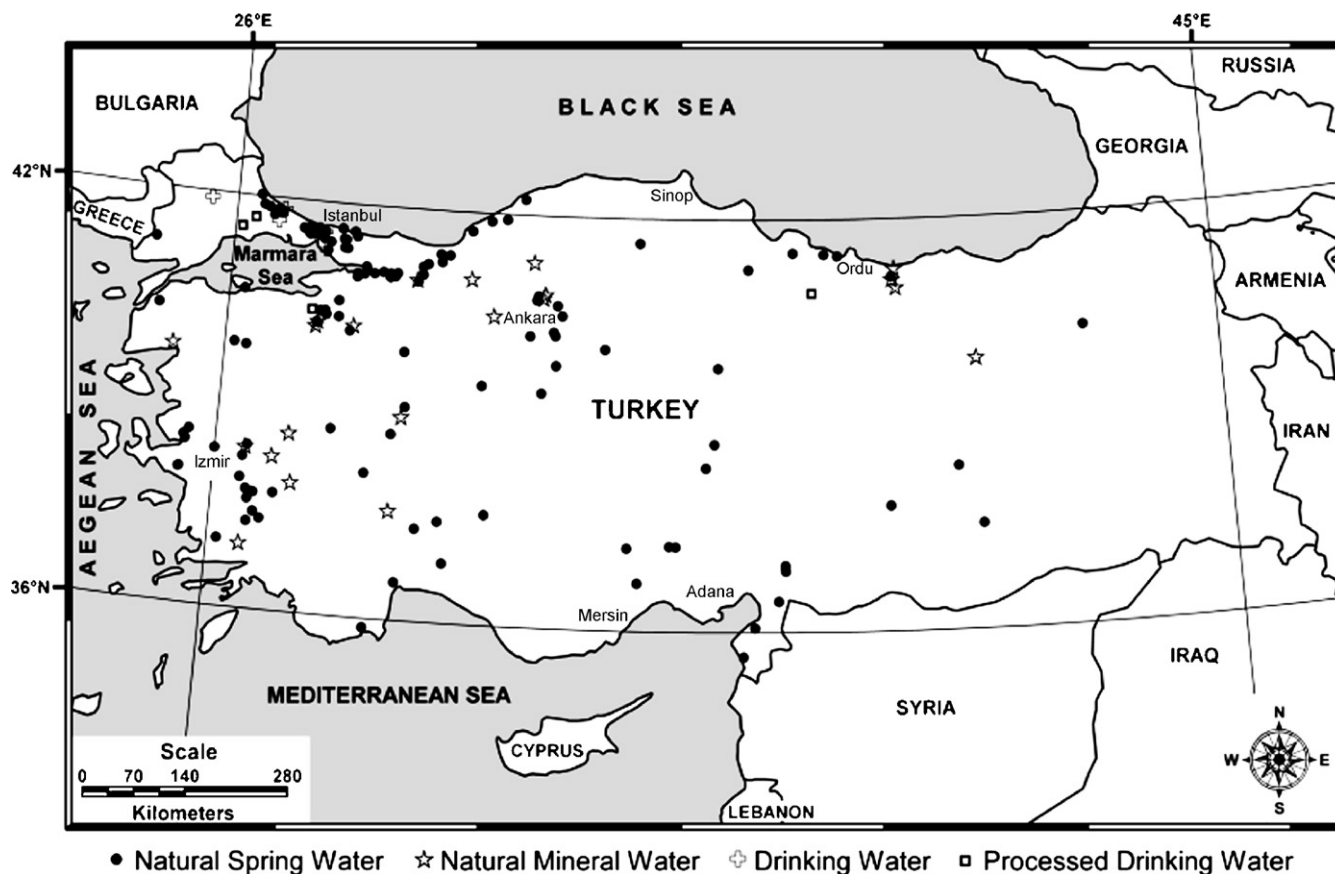 26°E
45°E
RUSSIA
BULGARIA
BLACK SEA
GEORGIA
42°N
Sinop
GREECE
Istanbul
Marmara
Sea
Ordu
ARMENIA
Ankara
AEGEAN SEA
TURKEY
IRAN
Izmir
36°N
Adana
Mersin
IRAQ
MEDITERRANEAN SEA
SYRIA
CYPRUS
N
W E
S
Scale
0 70 140 280
Kilometers
LEBANON
Natural Spring Water Natural Mineral Water Drinking Water Processed Drinking Water